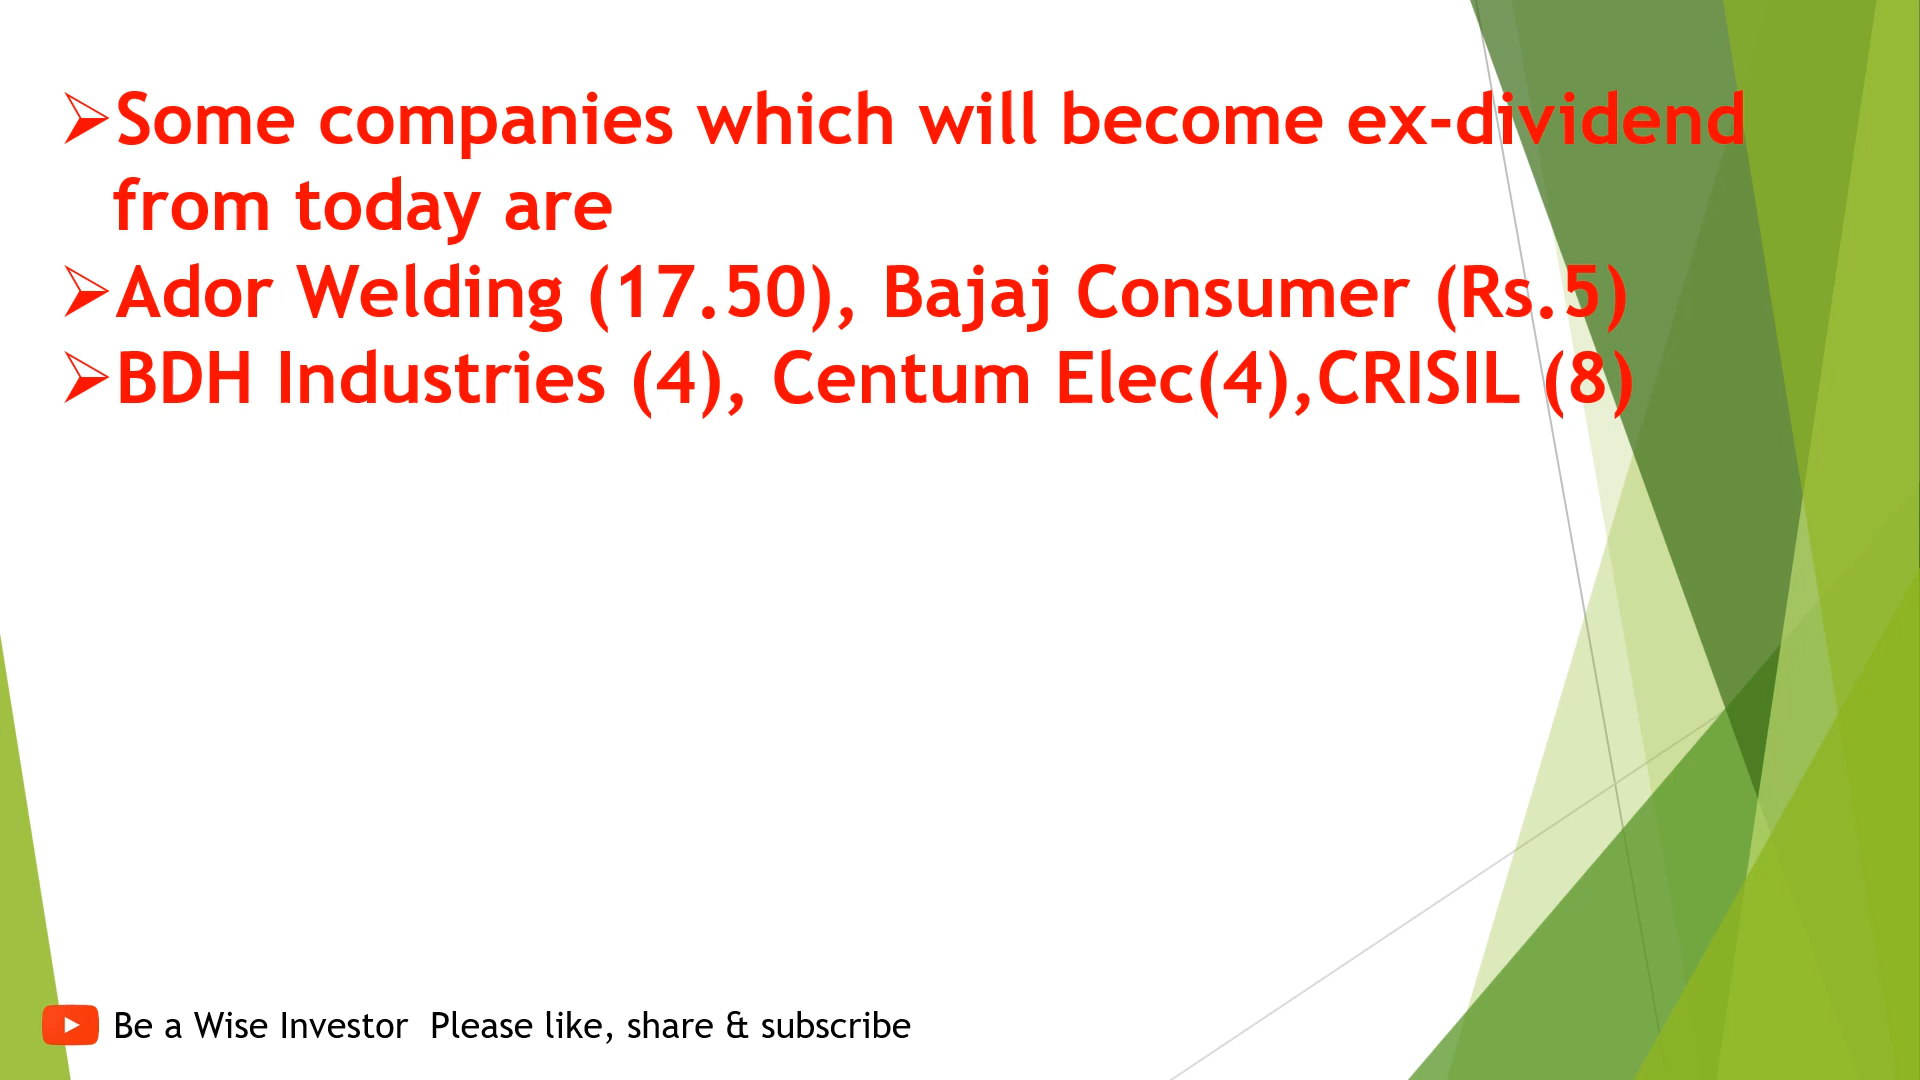 ➢Some companies which will become ex-dividend
from today are
➢Ador Welding (17.50), Bajaj Consumer (Rs.5)
➢BDH Industries (4), Centum Elec(4),CRISIL (8)
Be a Wise Investor  Please like, share & subscribe